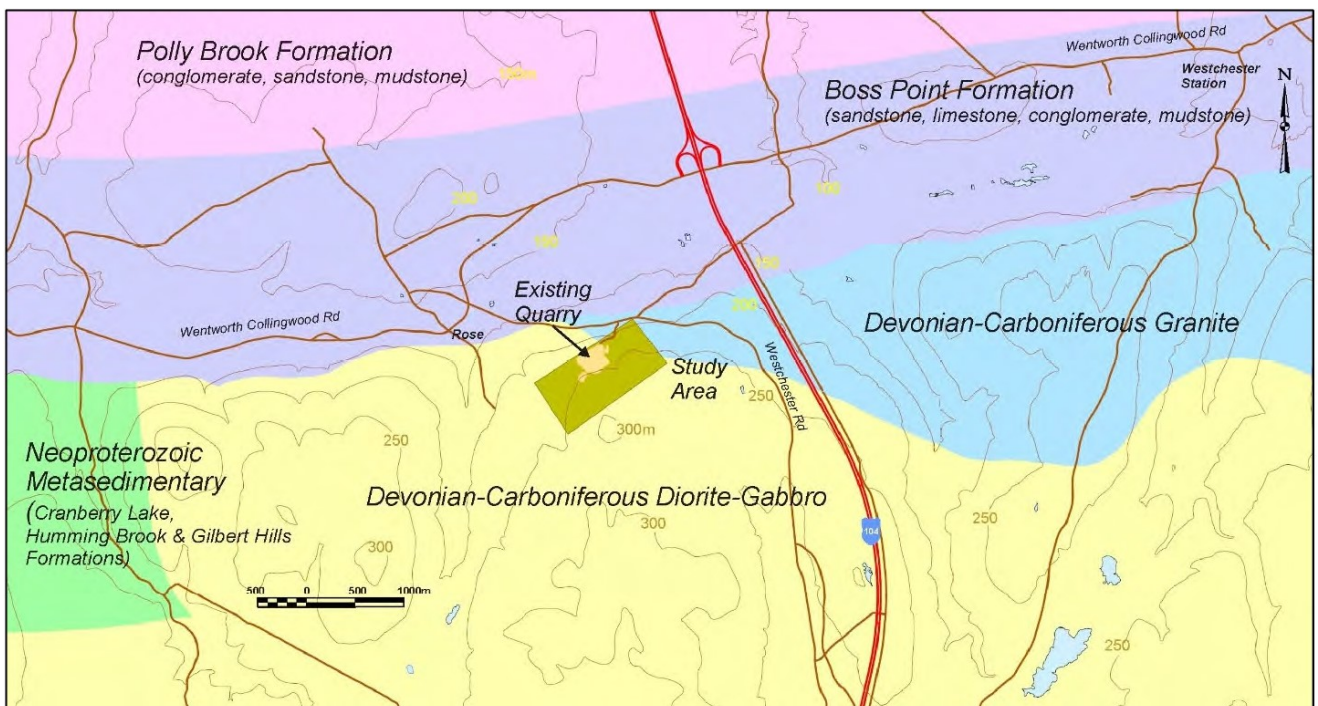 Polly Brook Formation
(conglomerate, sandstone, mudstone)
Wentworth Collingwood Rd
Westchester
Station
N
Boss Point Formation
(sandstone, limestone, conglomerate, mudstone)
200
100
150
150
200
Existing
Quarry
Wentworth Collingwood Rd
Rose
Devonian-Carboniferous Granite
Study
Area
Westchester Rd
250
300m
250
Neoproterozoic
Metasedimentary
(Cranberry Lake,
Humming Brook & Gilbert Hills
Formations)
Devonian-Carboniferous Diorite-Gabbro
300
250
104
300
500 0 500 1000m
250